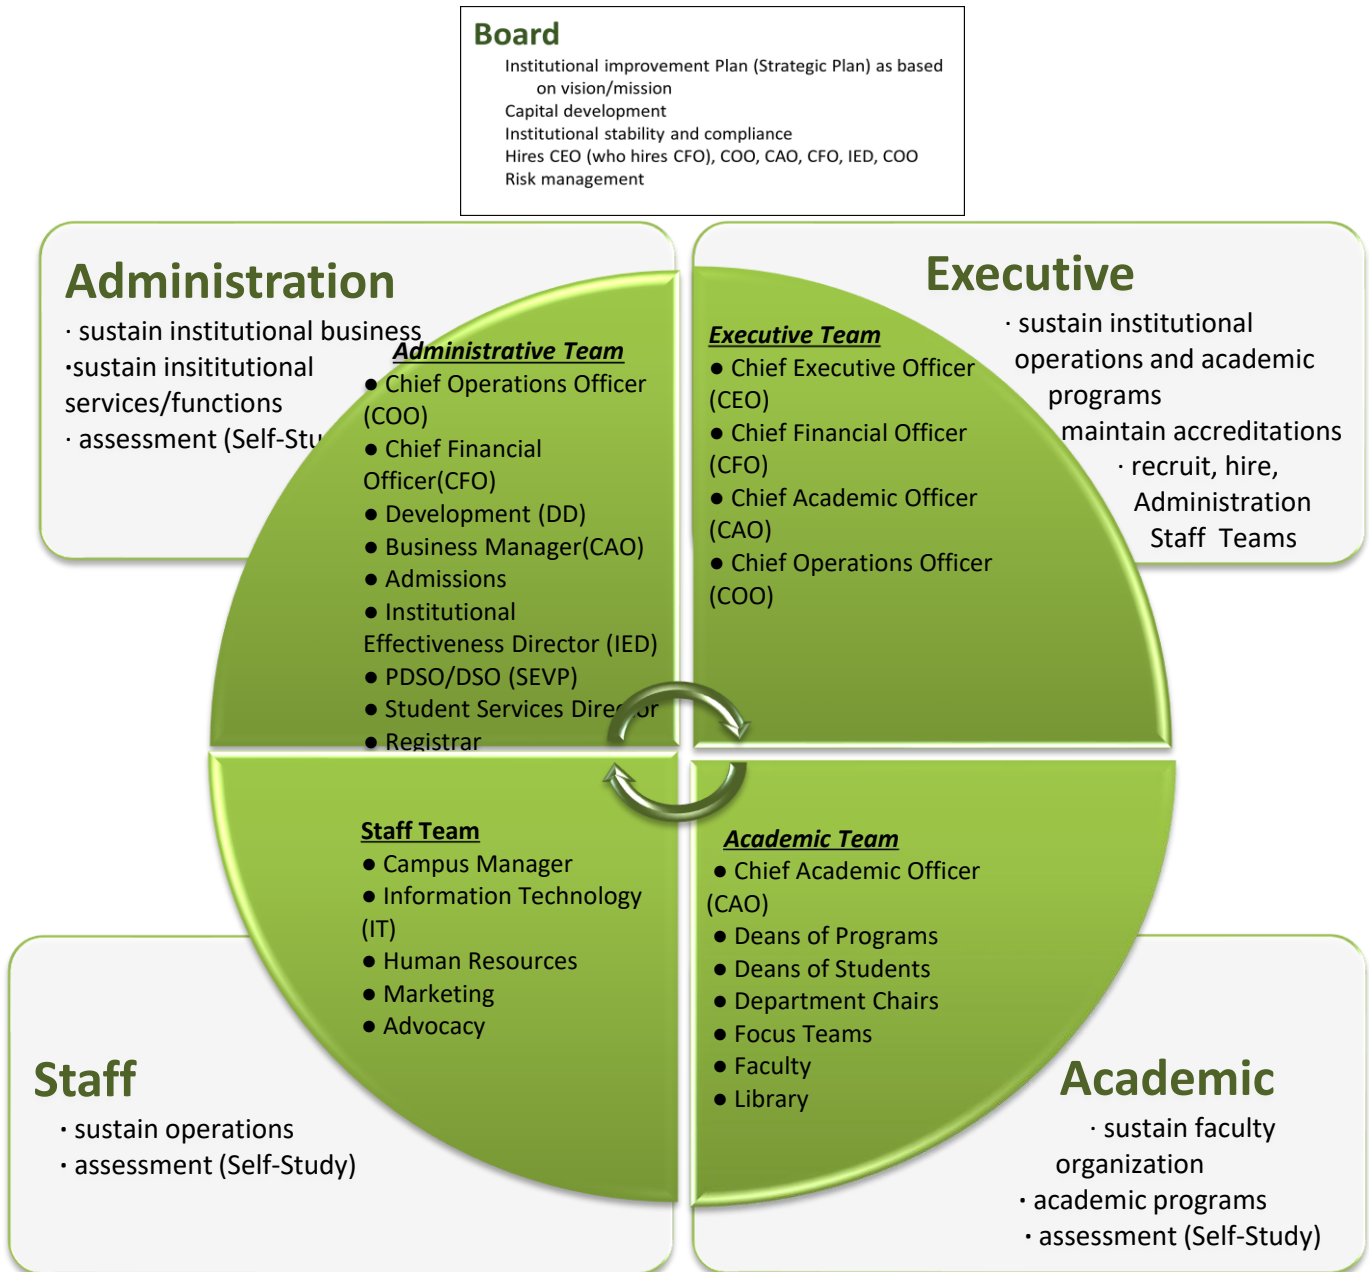 Board
Institutional improvement Plan (Strategic Plan) as based
on vision/mission
Capital development
Institutional stability and compliance
Hires CEO (who hires CFO), COO, CAO, CFO, IED, COO
Risk management
Administration
· sustain institutional business
·sustain insititutional
services/functions
· assessment (Self-Stu
Administrative Team
● Chief Operations Officer
(COO)
● Chief Financial
Officer(CFO)
● Development (DD)
● Business Manager(CAO)
● Admissions
● Institutional
Effectiveness Director (IED)
● PDSO/DSO (SEVP)
● Student Services Director
● Registrar
Executive
· sustain institutional
operations and academic
programs
maintain accreditations
· recruit, hire,
Administration
Staff Teams
Executive Team
● Chief Executive Officer
(CEO)
● Chief Financial Officer
(CFO)
● Chief Academic Officer
(CAO)
● Chief Operations Officer
(COO)
Staff Team
● Campus Manager
● Information Technology
(IT)
● Human Resources
● Marketing
● Advocacy
Staff
· sustain operations
· assessment (Self-Study)
Academic Team
● Chief Academic Officer
(CAO)
● Deans of Programs
● Deans of Students
● Department Chairs
● Focus Teams
● Faculty
● Library
Academic
· sustain faculty
organization
· academic programs
· assessment (Self-Study)